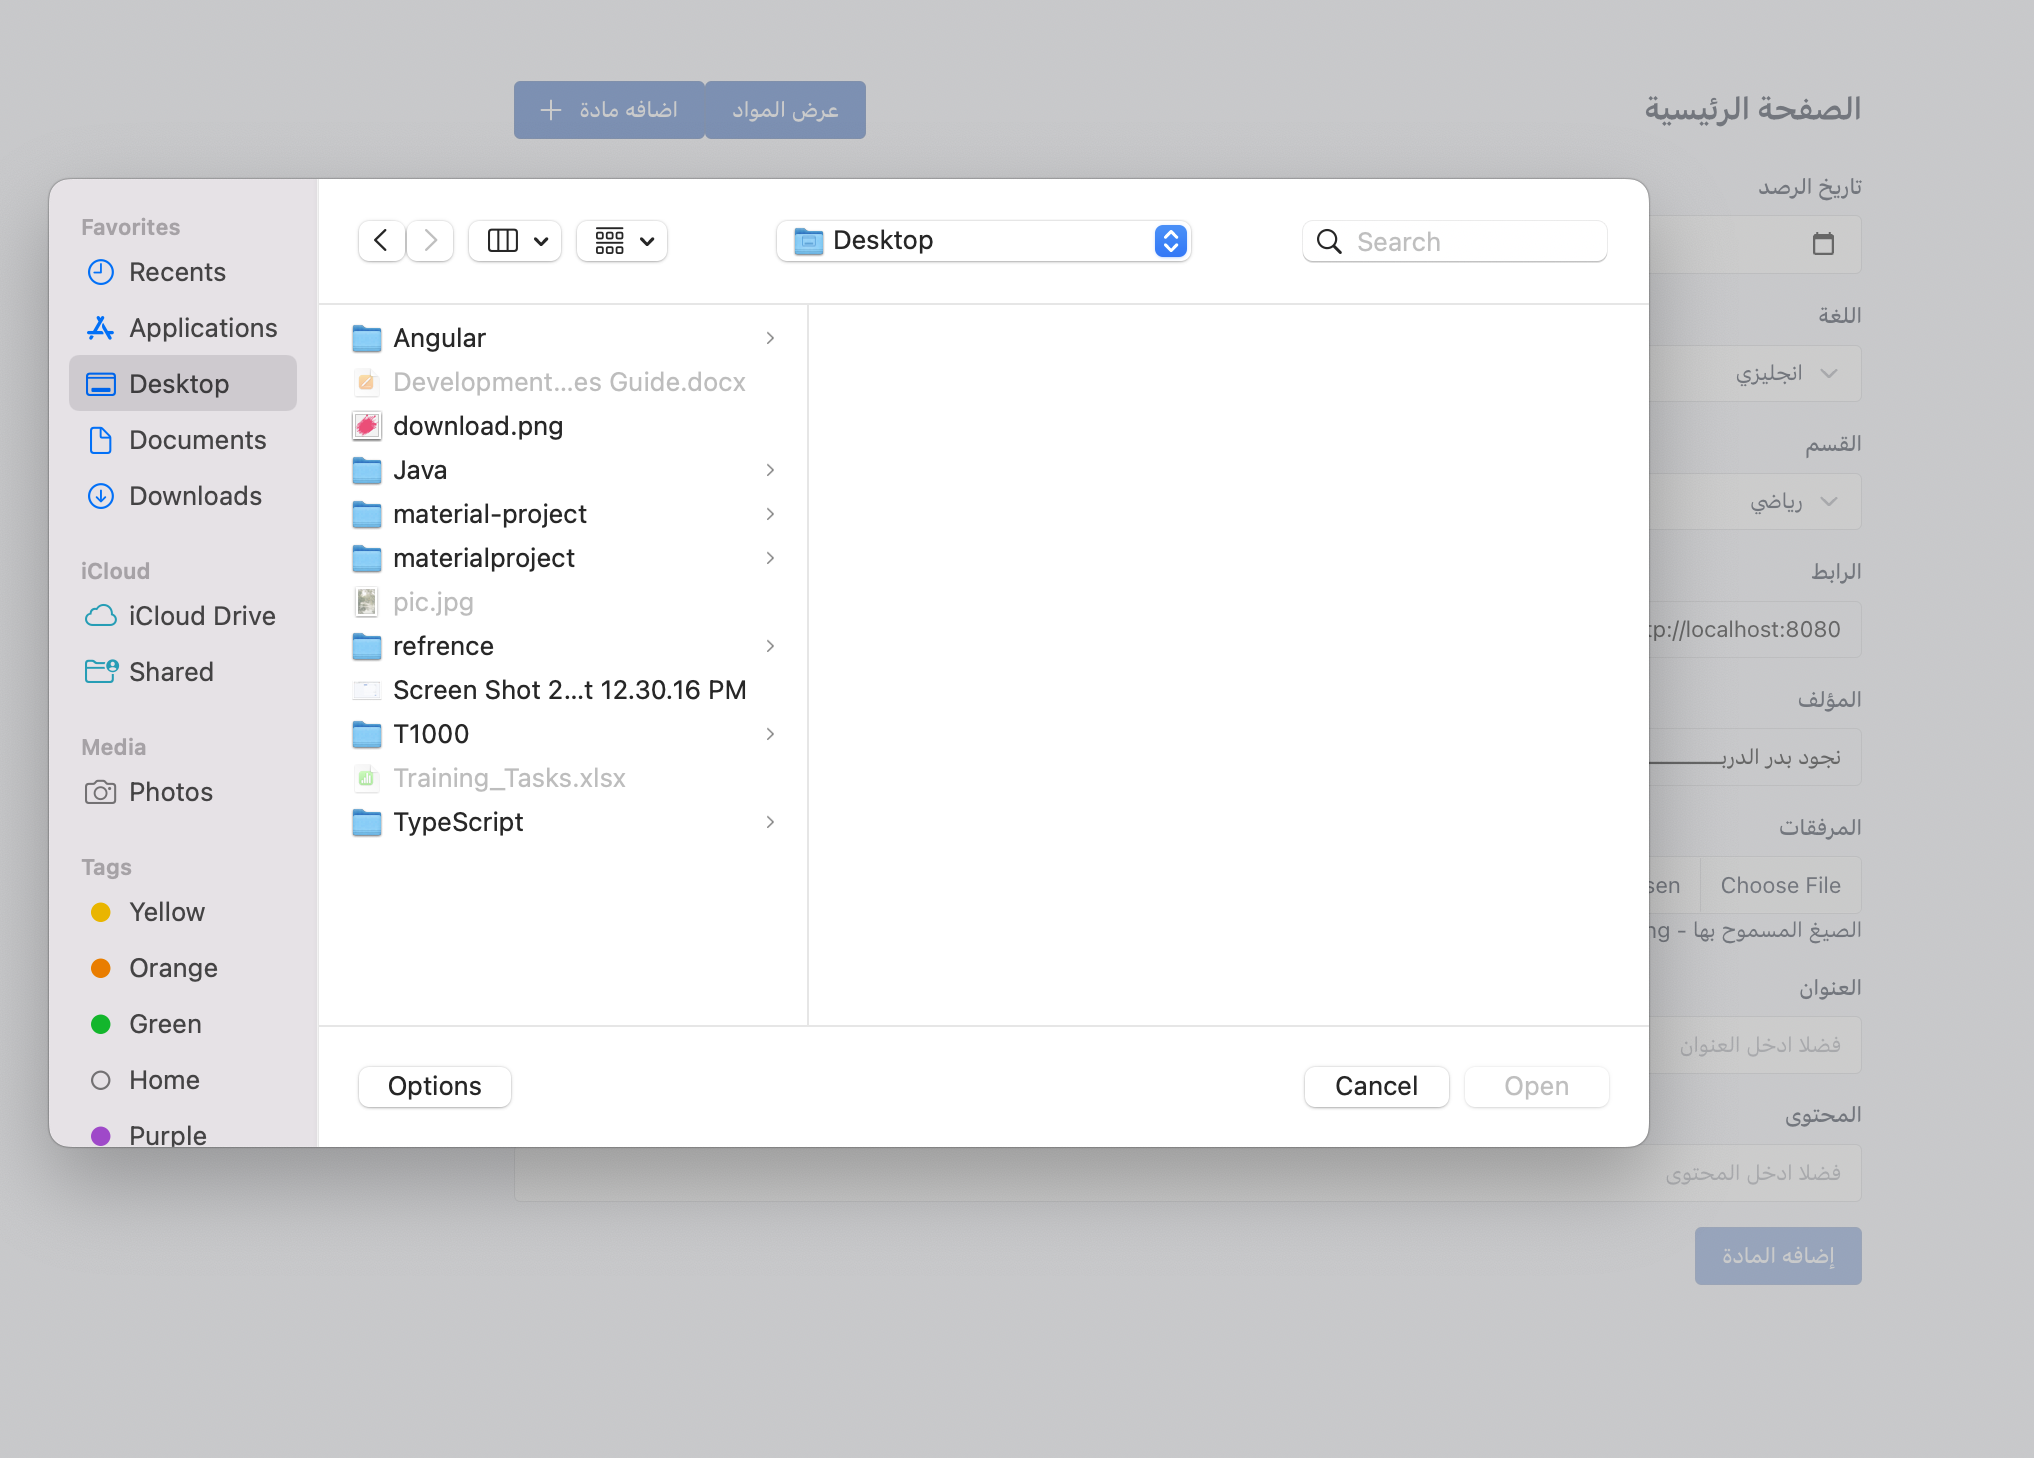 الصفحة الرئيسية
عرض المواد
اضافه مادة +
تاريخ الرصد
اللغة
انجليزي
القسم
رياضي
الرابط
p://localhost:8080
المؤلف
نجود بدر الدربـــــــــ
المرفقات
Choose File
sen
الصيغ المسموح بها - ng
العنوان
فضلا ادخل العنوان
المحتوى
فضلا ادخل المحتوى
إضافه المادة
Favorites
Recents
Applications
Desktop
Documents
Downloads
iCloud
iCloud Drive
Shared
Media
Photos
Tags
Yellow
Orange
Green
Home
Purple
Desktop
Search
Angular
Development...es Guide.docx
download.png
Java
material-project
materialproject
pic.jpg
refrence
Screen Shot 2...t 12.30.16 PM
T1000
Training_Tasks.xlsx
TypeScript
Options
Cancel
Open